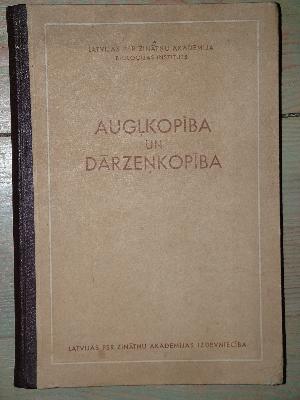 LATVIJAS PSR ZINĀTŅU AKADĒMIJA
BIOLOĢIJAS INSTITŪTS
AUGĻKOPĪBA
UN
DĀRZEŅKOPĪBA
LATVIJAS PSR ZINĀTŅU AKADĒMIJAS IZDEVNIECĪBA